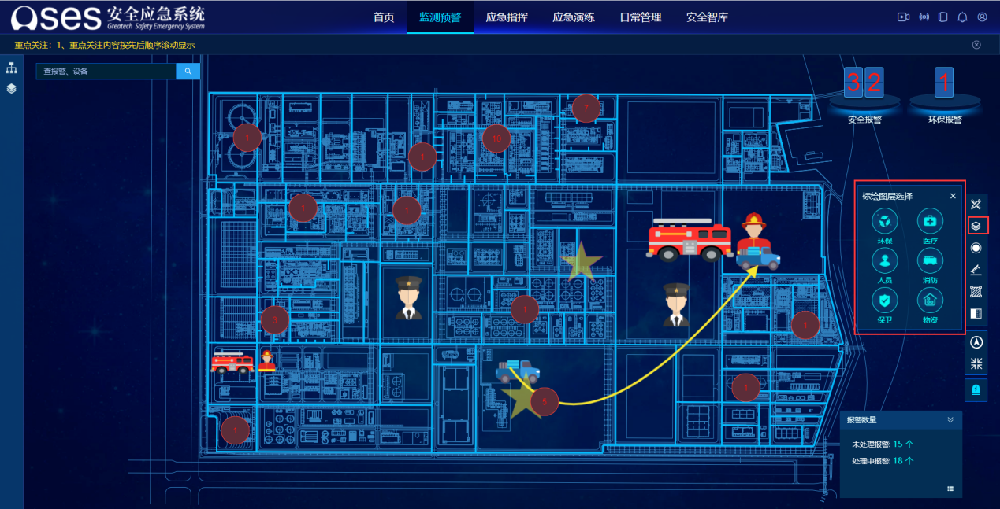 Oses 安全应急系统
Greatech Safety Emergency System
首页 监测预警 应急指挥 应急演练 日常管理 安全智库
重点关注：1、重点关注内容按先后顺序滚动显示
查报警、设备
32 1
安全报警 环保报警
7
1
10
1
1
1
标绘图层选择
环保 医疗
人员 消防
保卫 物资
1
3
1
1
5
1
报警数量
未处理报警: 15 个
处理中报警: 18 个